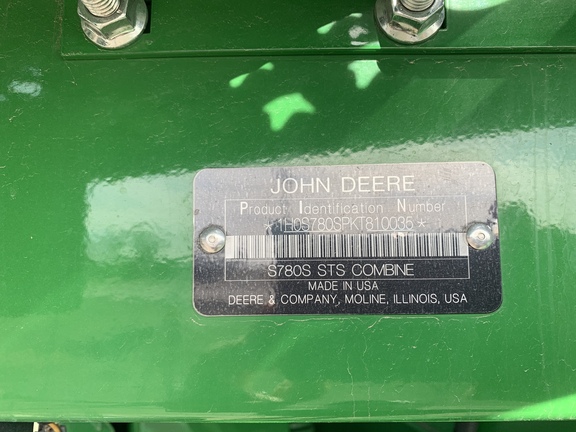 JOHN DEERE
Product Identification Number
*1H0S780SPKT810036*
S780S STS COMBINE
MADE IN USA
DEERE & COMPANY, MOLINE, ILLINOIS, USA